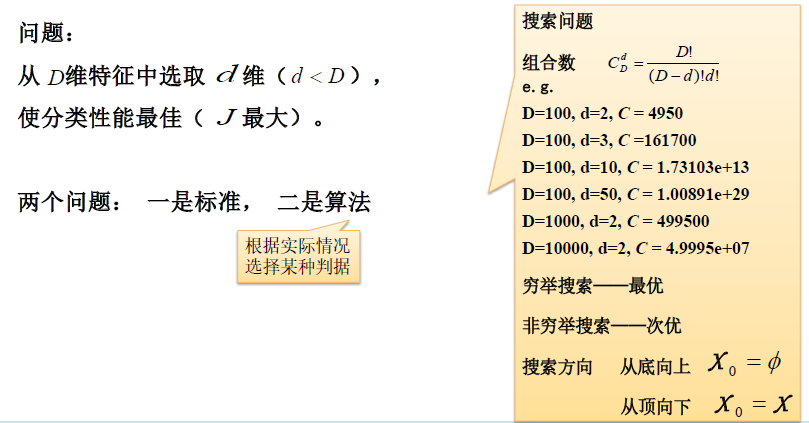 问题：
从 D维特征中选取 d 维（d < D），
使分类性能最佳（ J 最大）。
两个问题： 一是标准， 二是算法
根据实际情况
选择某种判据
搜索问题
组合数 C_D^d = D! / (D − d)!d!
e.g.
D=100, d=2, C = 4950
D=100, d=3, C =161700
D=100, d=10, C = 1.73103e+13
D=100, d=50, C = 1.00891e+29
D=1000, d=2, C = 499500
D=10000, d=2, C = 4.9995e+07
穷举搜索——最优
非穷举搜索——次优
搜索方向 从底向上 X₀ = ϕ
从顶向下 X₀ = X